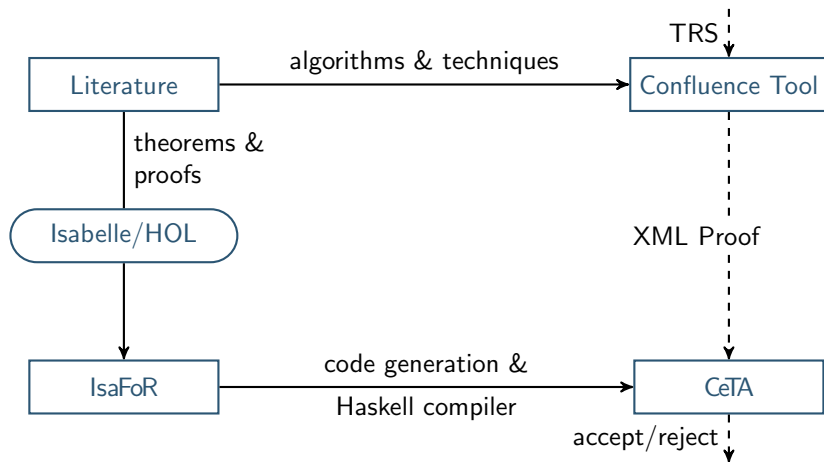 TRS
algorithms & techniques
Literature
Confluence Tool
theorems &
proofs
Isabelle/HOL
XML Proof
code generation &
IsaFoR
CeTA
Haskell compiler
accept/reject